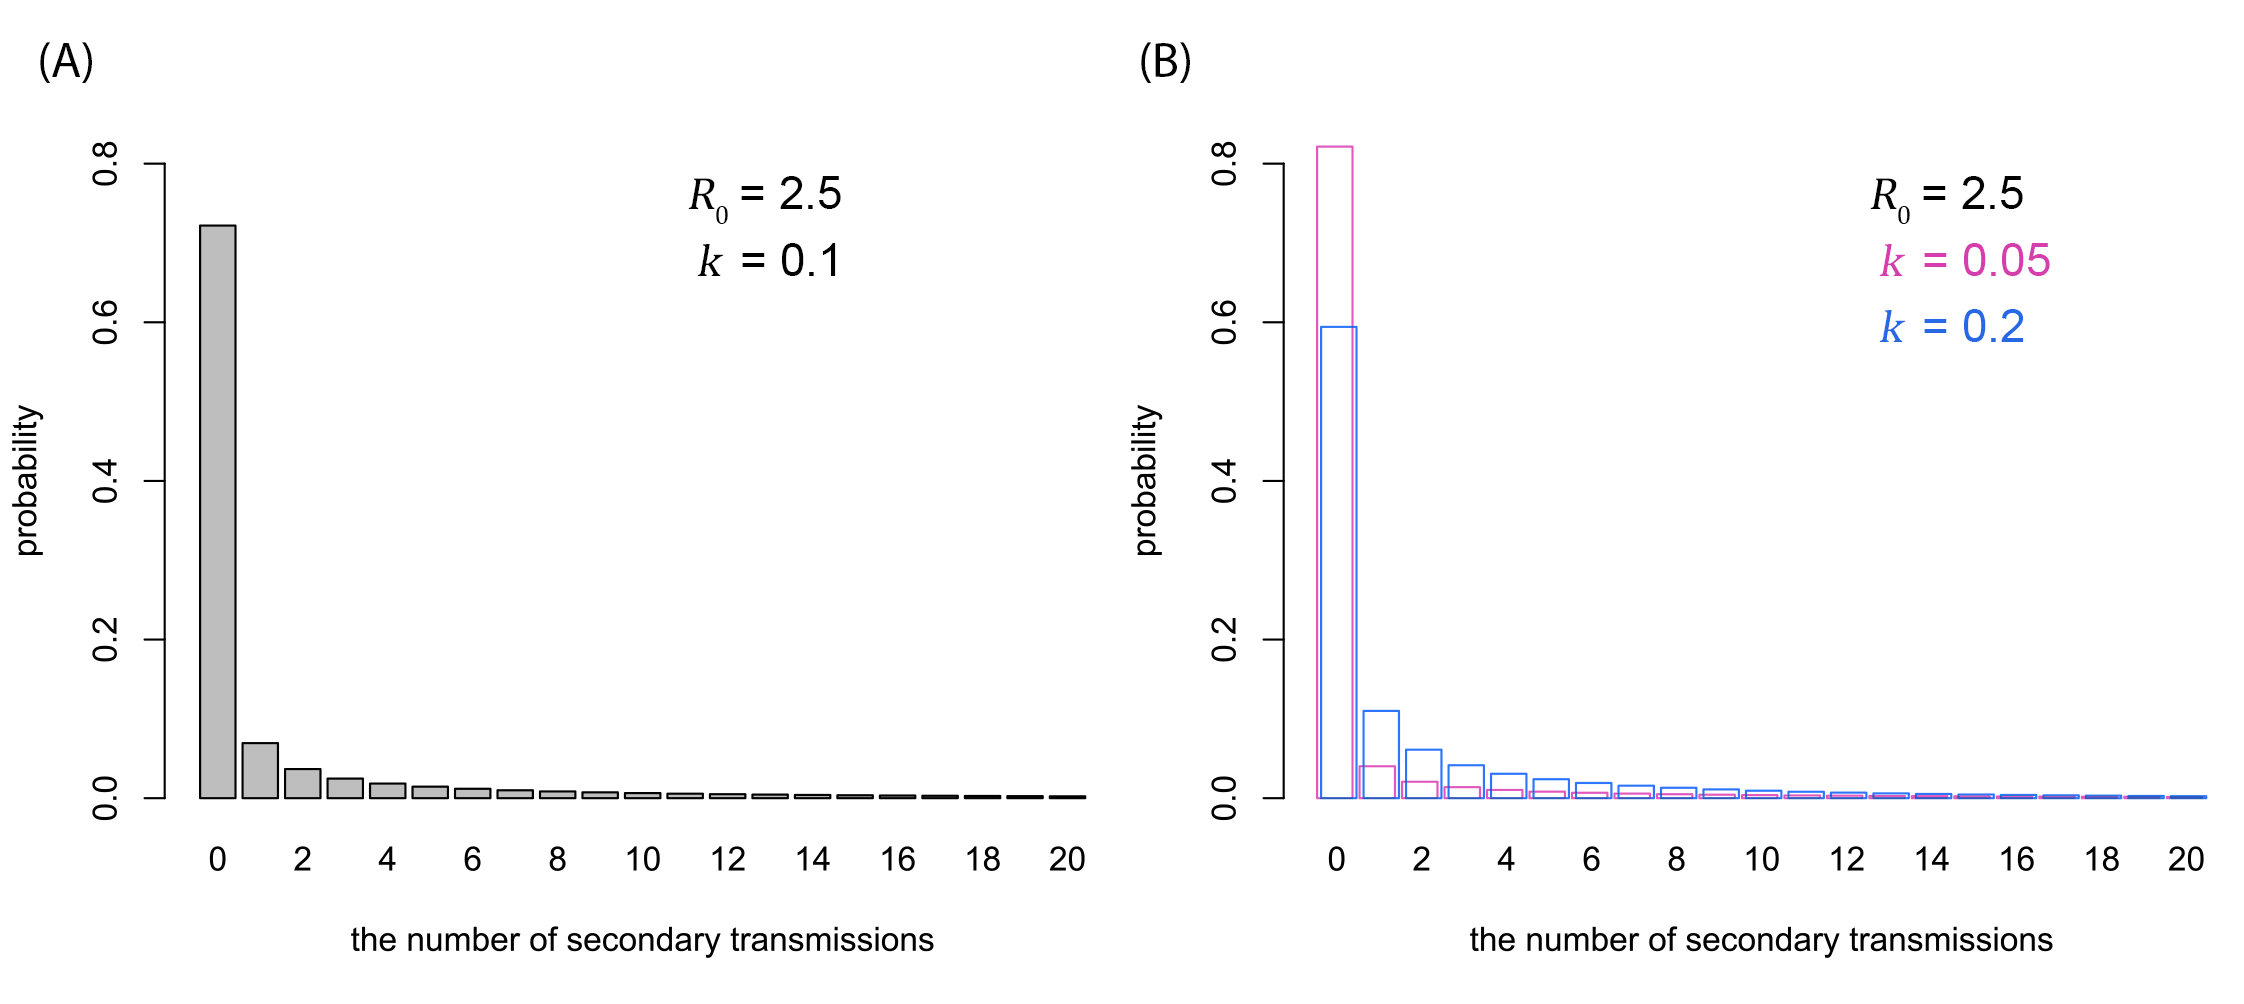 (A)
R0 = 2.5
k = 0.1
probability
0.8
0.6
0.4
0.2
0.0
0 2 4 6 8 10 12 14 16 18 20
the number of secondary transmissions
(B)
R0 = 2.5
k = 0.05
k = 0.2
probability
0.8
0.6
0.4
0.2
0.0
0 2 4 6 8 10 12 14 16 18 20
the number of secondary transmissions